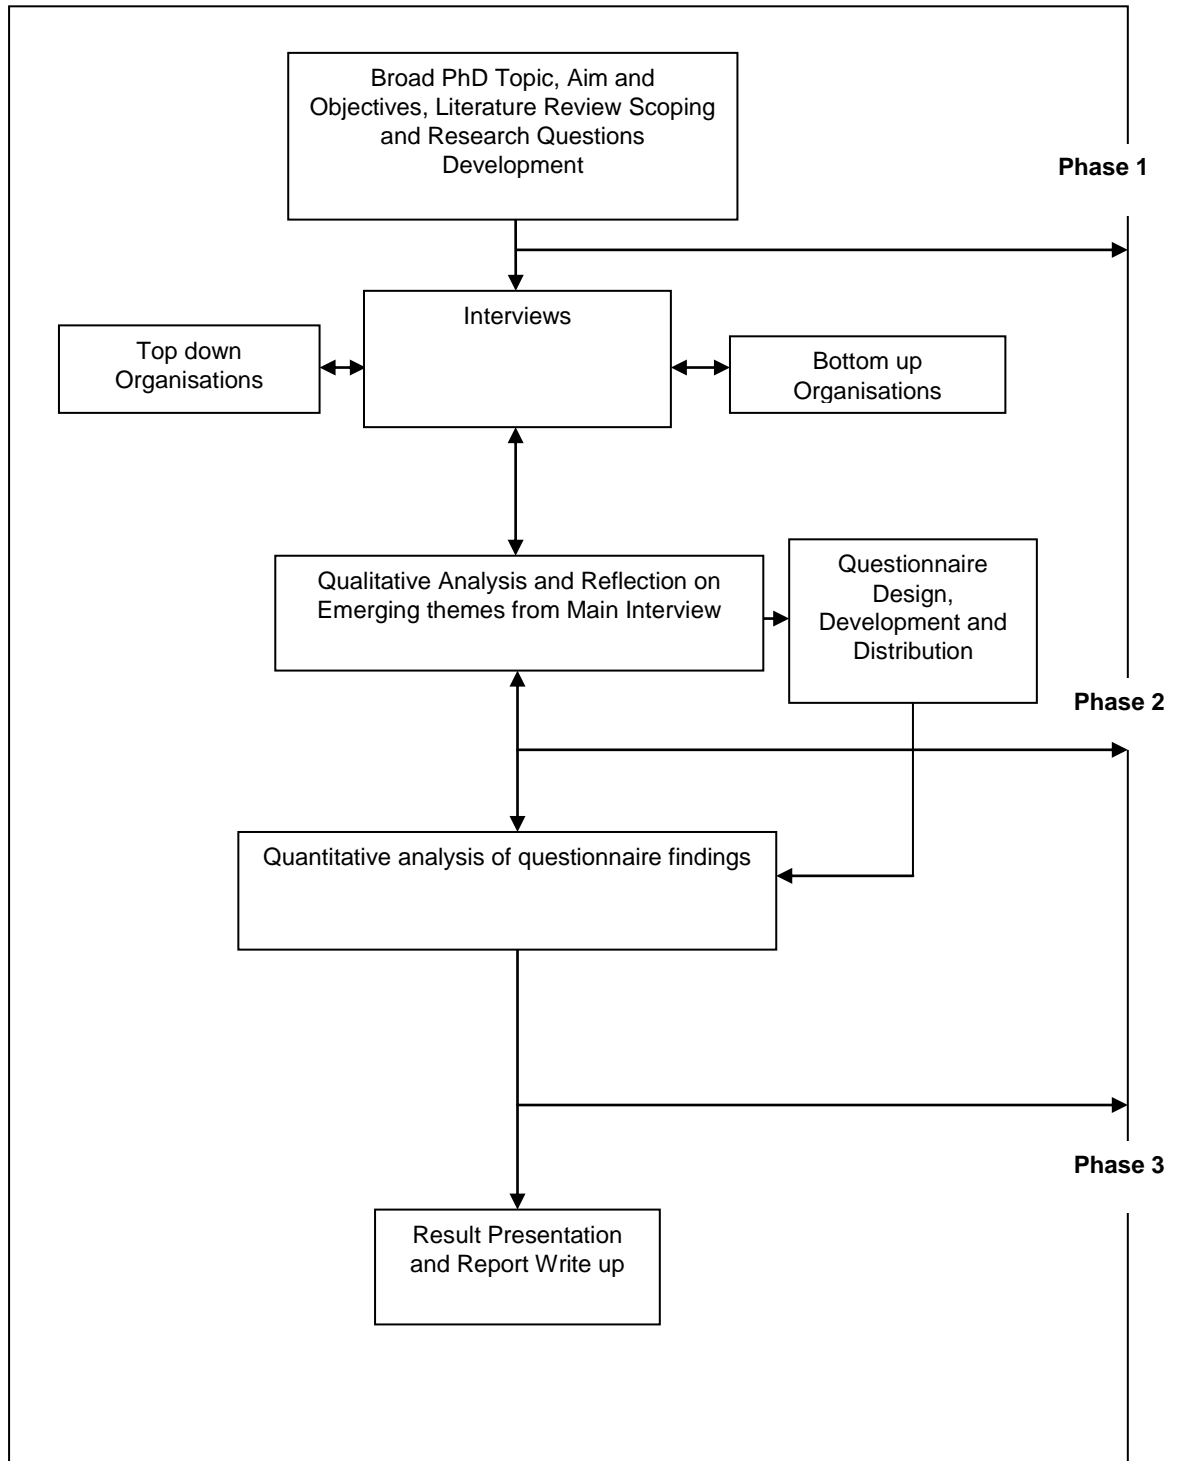 Broad PhD Topic, Aim and
Objectives, Literature Review Scoping
and Research Questions
Development
Phase 1
Interviews
Top down
Organisations
Bottom up
Organisations
Qualitative Analysis and Reflection on
Emerging themes from Main Interview
Questionnaire
Design,
Development and
Distribution
Phase 2
Quantitative analysis of questionnaire findings
Phase 3
Result Presentation
and Report Write up